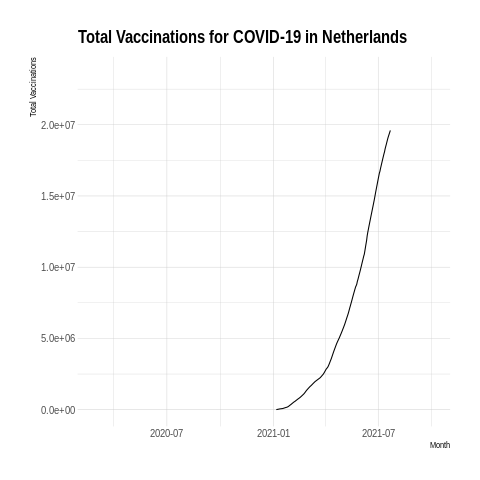 Total Vaccinations for COVID-19 in Netherlands
Total Vaccinations
2.0e+07
1.5e+07
1.0e+07
5.0e+06
0.0e+00
2020-07 2021-01 2021-07
Month